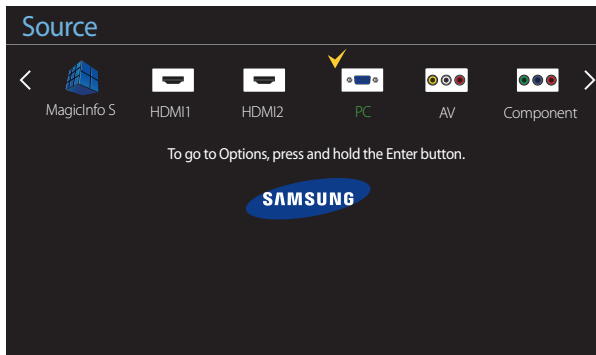 Source
MagicInfo S HDMI1 HDMI2 PC AV Component
To go to Options, press and hold the Enter button.
SAMSUNG